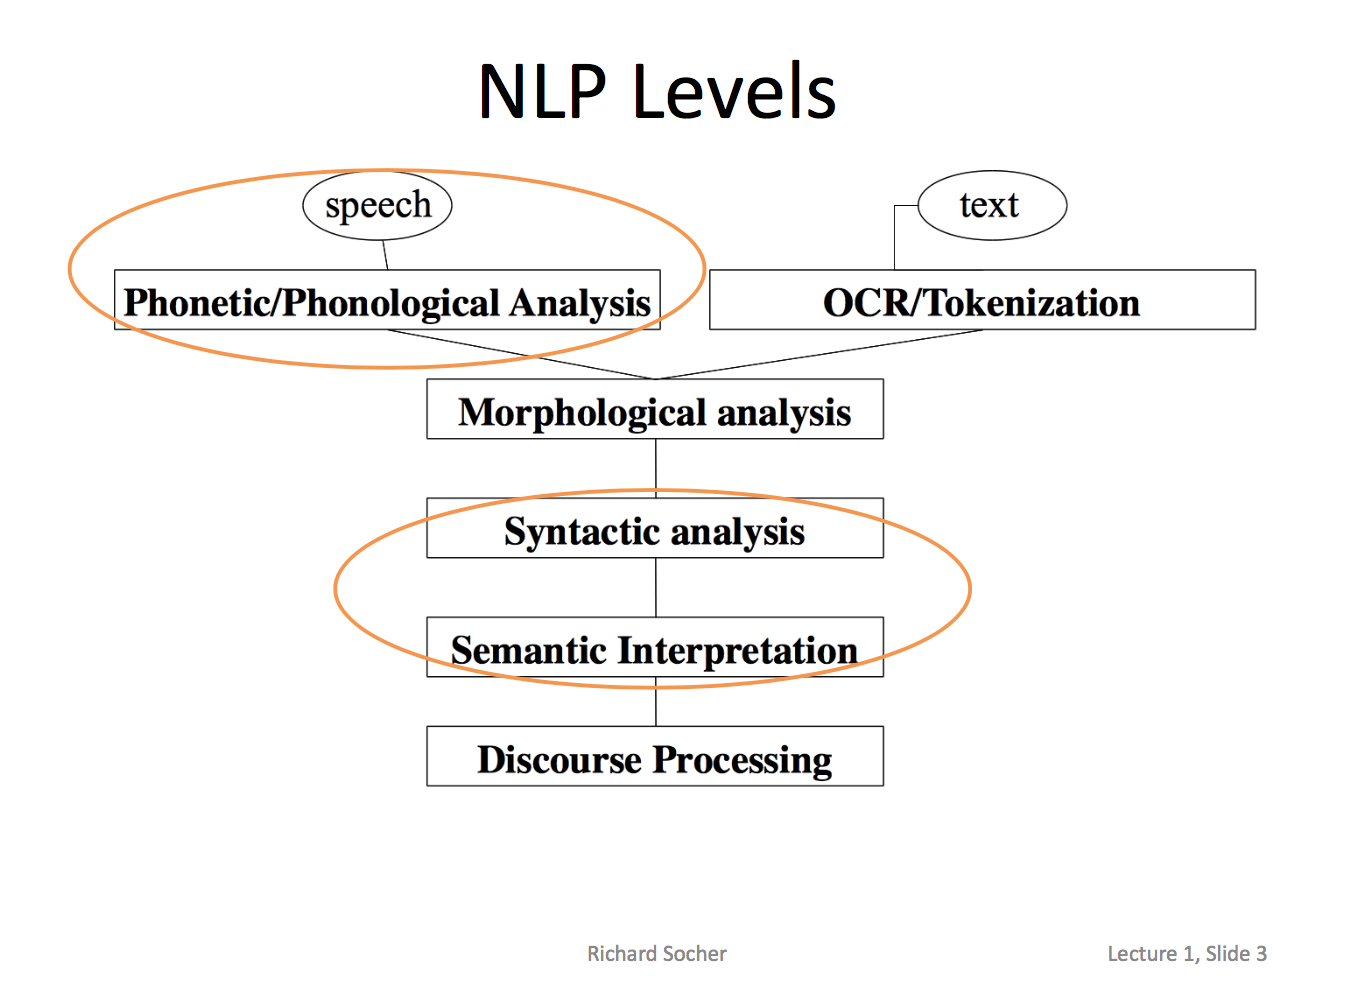 NLP Levels
speech
text
Phonetic/Phonological Analysis
OCR/Tokenization
Morphological analysis
Syntactic analysis
Semantic Interpretation
Discourse Processing
Richard Socher
Lecture 1, Slide 3